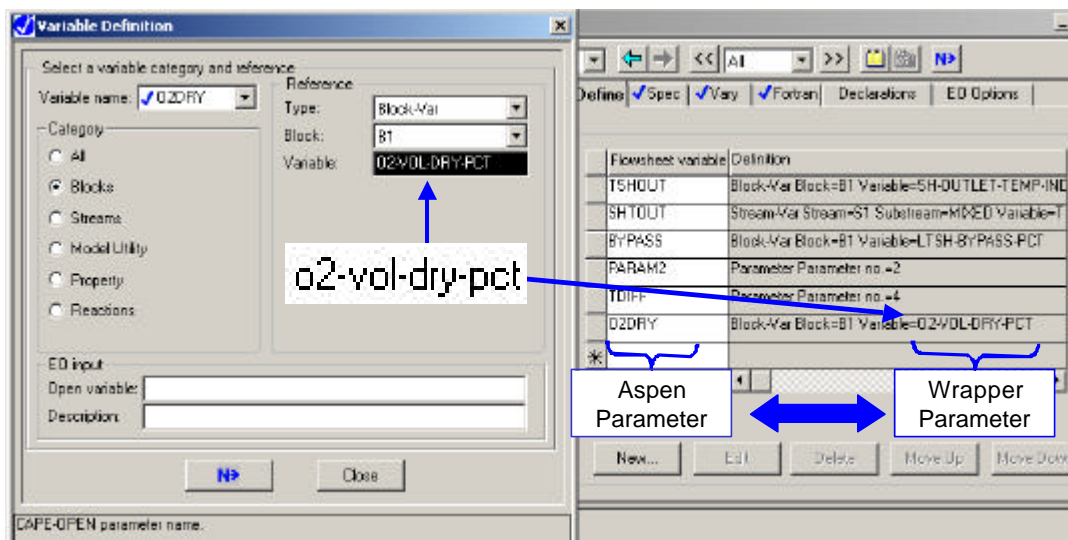 Variable Definition
Select a variable category and reference
Variable name: O2DRY
Category
All
Blocks
Streams
Model Utility
Property
Reactions
Reference
Type: Block-Var
Block: B1
Variable: O2-VOL-DRY-PCT
o2-vol-dry-pct
EO input
Open variable:
Description:
N>
Close
CAPE-OPEN parameter name.
<< All >> N>
Define Spec Vary Fortran Declarations EO Options
Flowsheet variable Definition
TSHOUT Block-Var Block=B1 Variable=SH-OUTLET-TEMP-IND
SHTOUT Stream-Var Stream=S1 Substream=MIXED Variable=T
BYPASS Block-Var Block=B1 Variable=LTSH-BYPASS-PCT
PARAM2 Parameter Parameter no.=2
TDIFF Parameter Parameter no.=4
O2DRY Block-Var Block=B1 Variable=O2-VOL-DRY-PCT
*
Aspen
Parameter
Wrapper
Parameter
New... Edit Delete Move Up Move Down